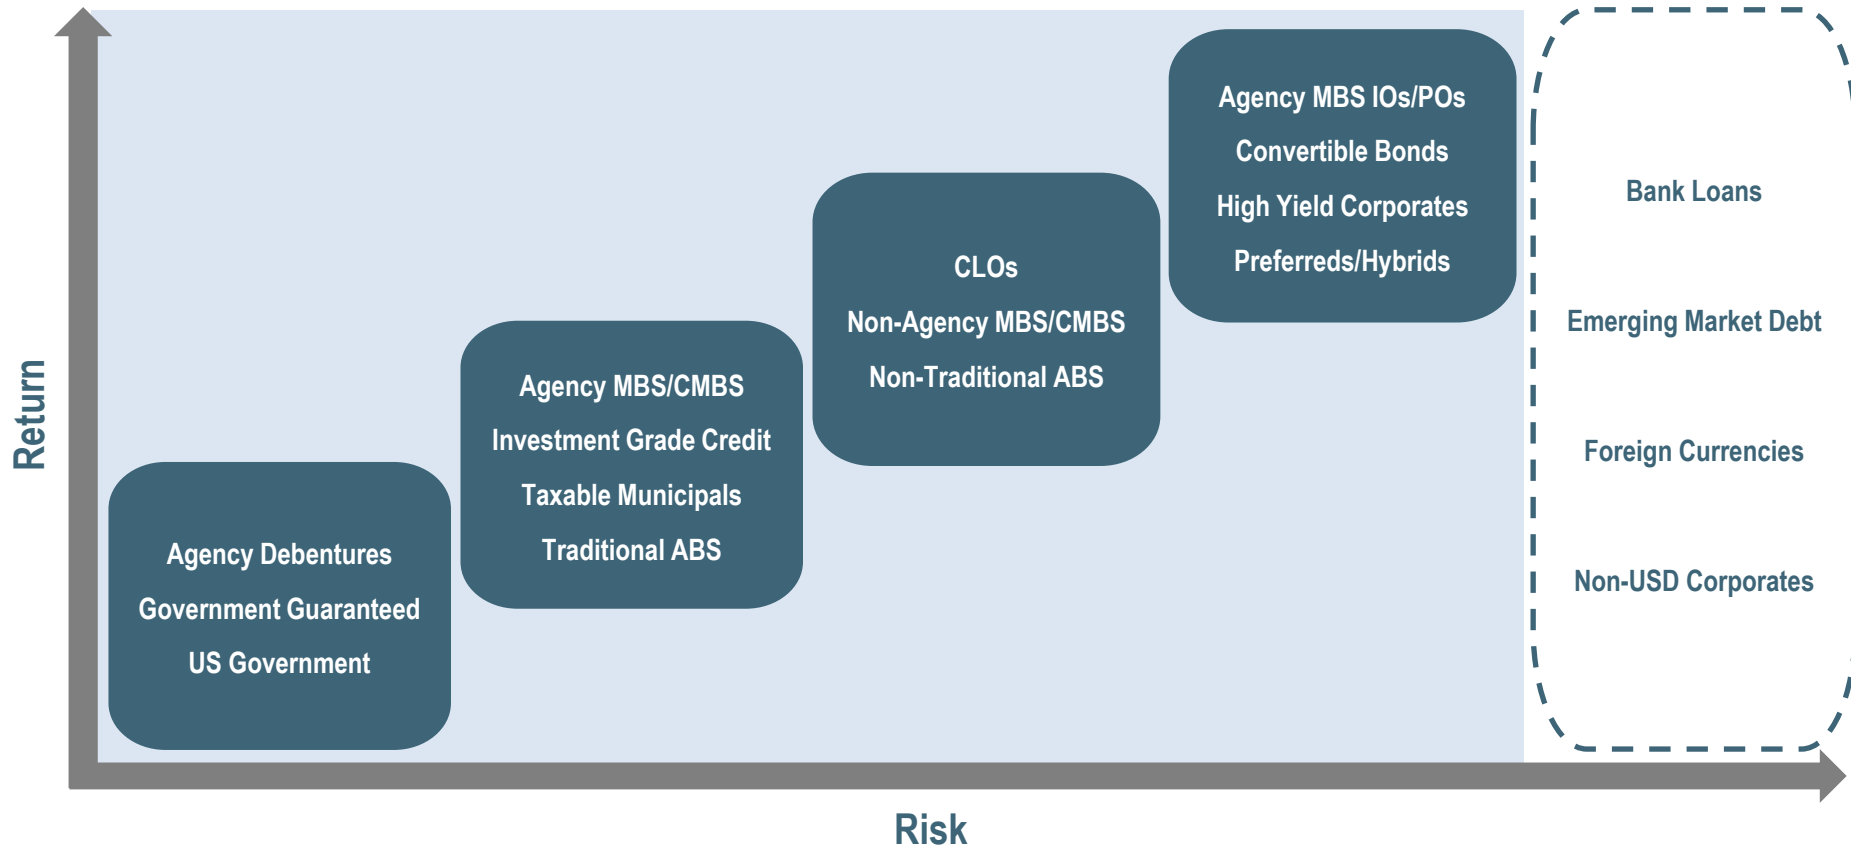 Return
Agency Debentures
Government Guaranteed
US Government
Agency MBS/CMBS
Investment Grade Credit
Taxable Municipals
Traditional ABS
CLOs
Non-Agency MBS/CMBS
Non-Traditional ABS
Agency MBS IOs/POs
Convertible Bonds
High Yield Corporates
Preferreds/Hybrids
Bank Loans
Emerging Market Debt
Foreign Currencies
Non-USD Corporates
Risk